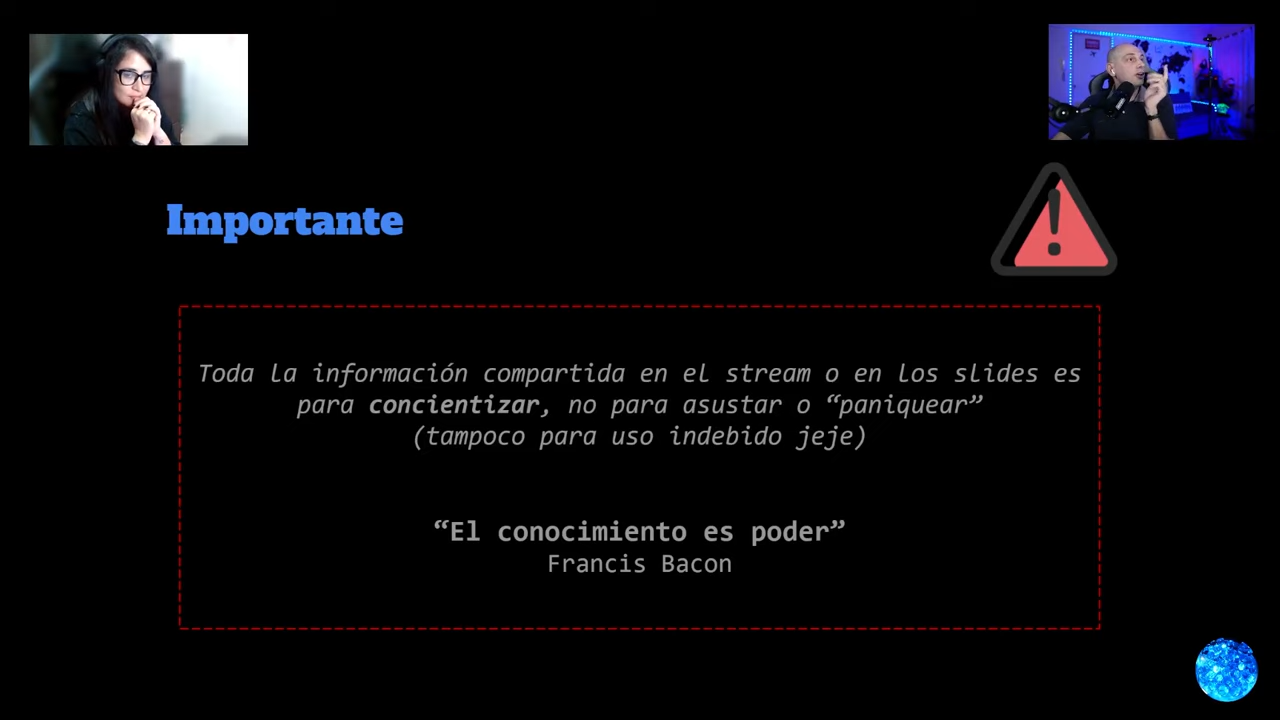 Importante
Toda la información compartida en el stream o en los slides es
para concientizar, no para asustar o “paniquear”
(tampoco para uso indebido jeje)
“El conocimiento es poder”
Francis Bacon